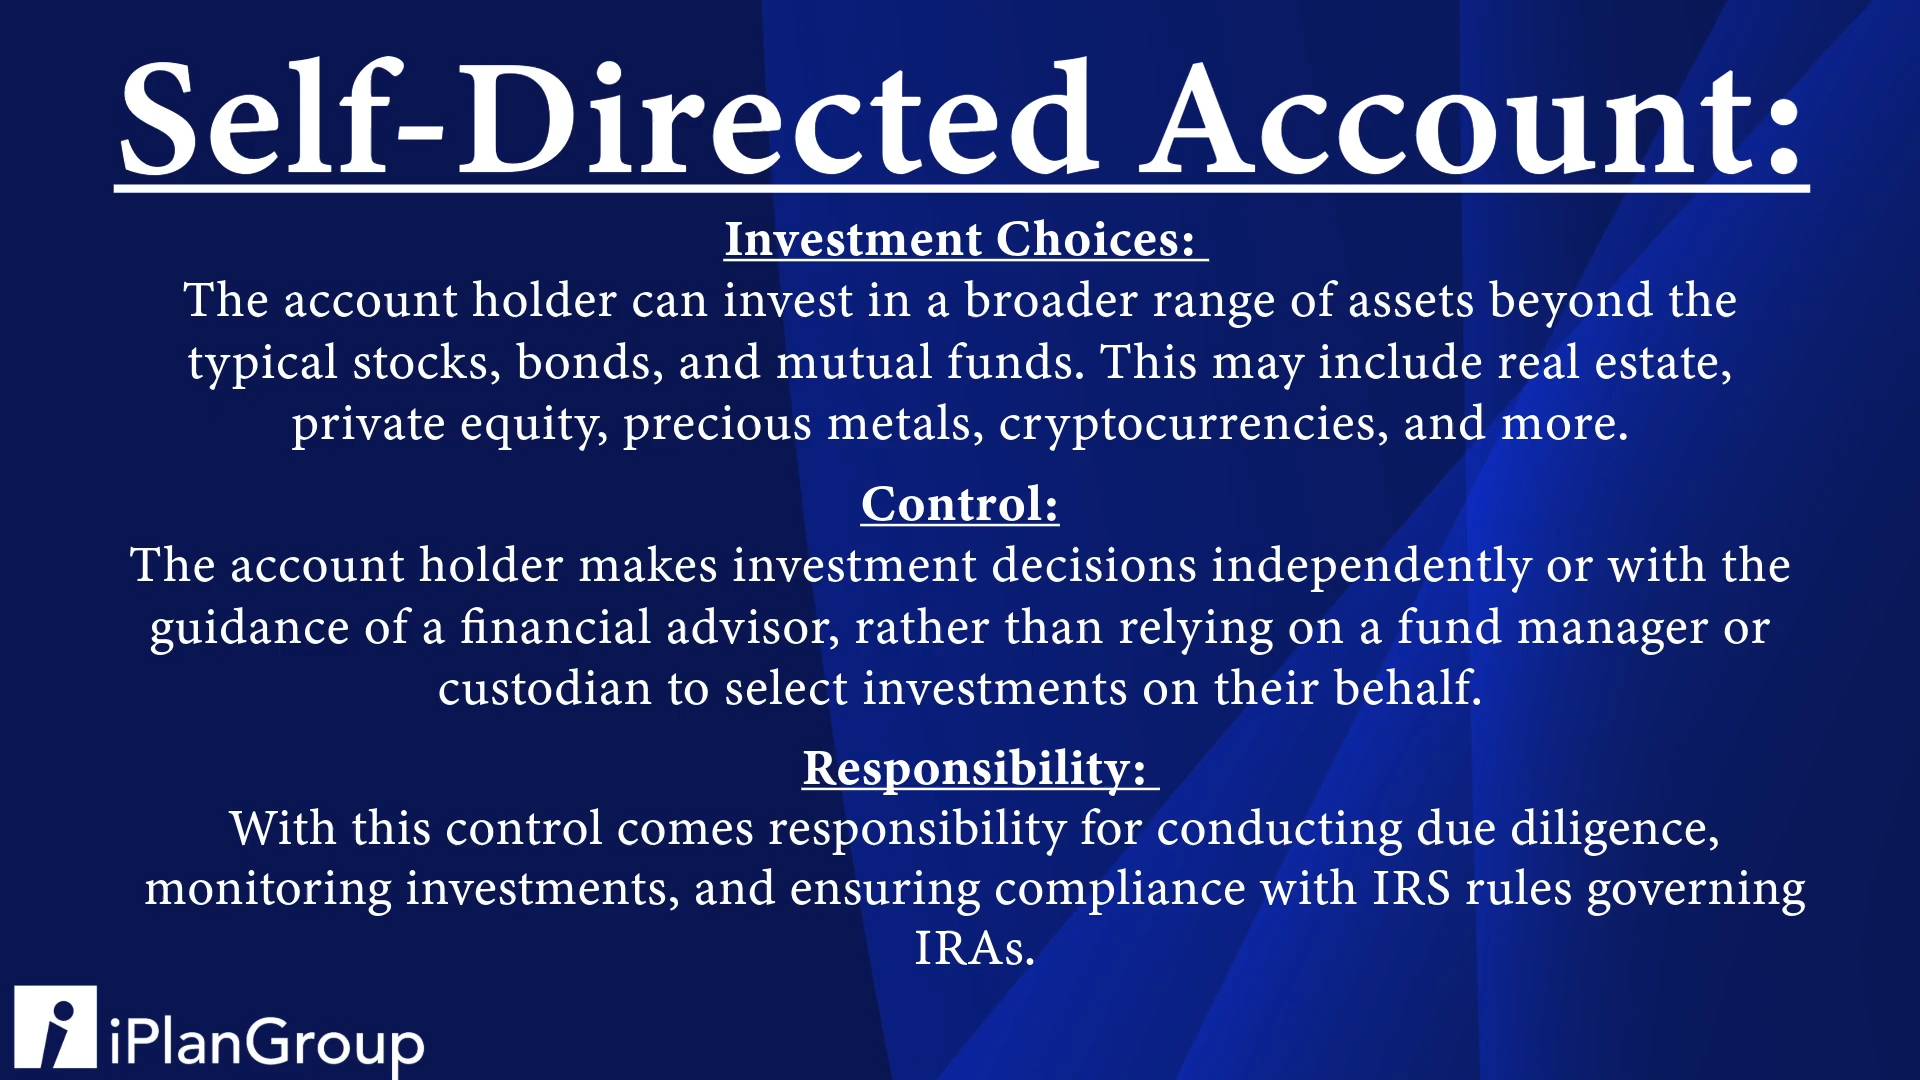 Self-Directed Account:
Investment Choices:
The account holder can invest in a broader range of assets beyond the
typical stocks, bonds, and mutual funds. This may include real estate,
private equity, precious metals, cryptocurrencies, and more.
Control:
The account holder makes investment decisions independently or with the
guidance of a financial advisor, rather than relying on a fund manager or
custodian to select investments on their behalf.
Responsibility:
With this control comes responsibility for conducting due diligence,
monitoring investments, and ensuring compliance with IRS rules governing
IRAs.
iPlanGroup